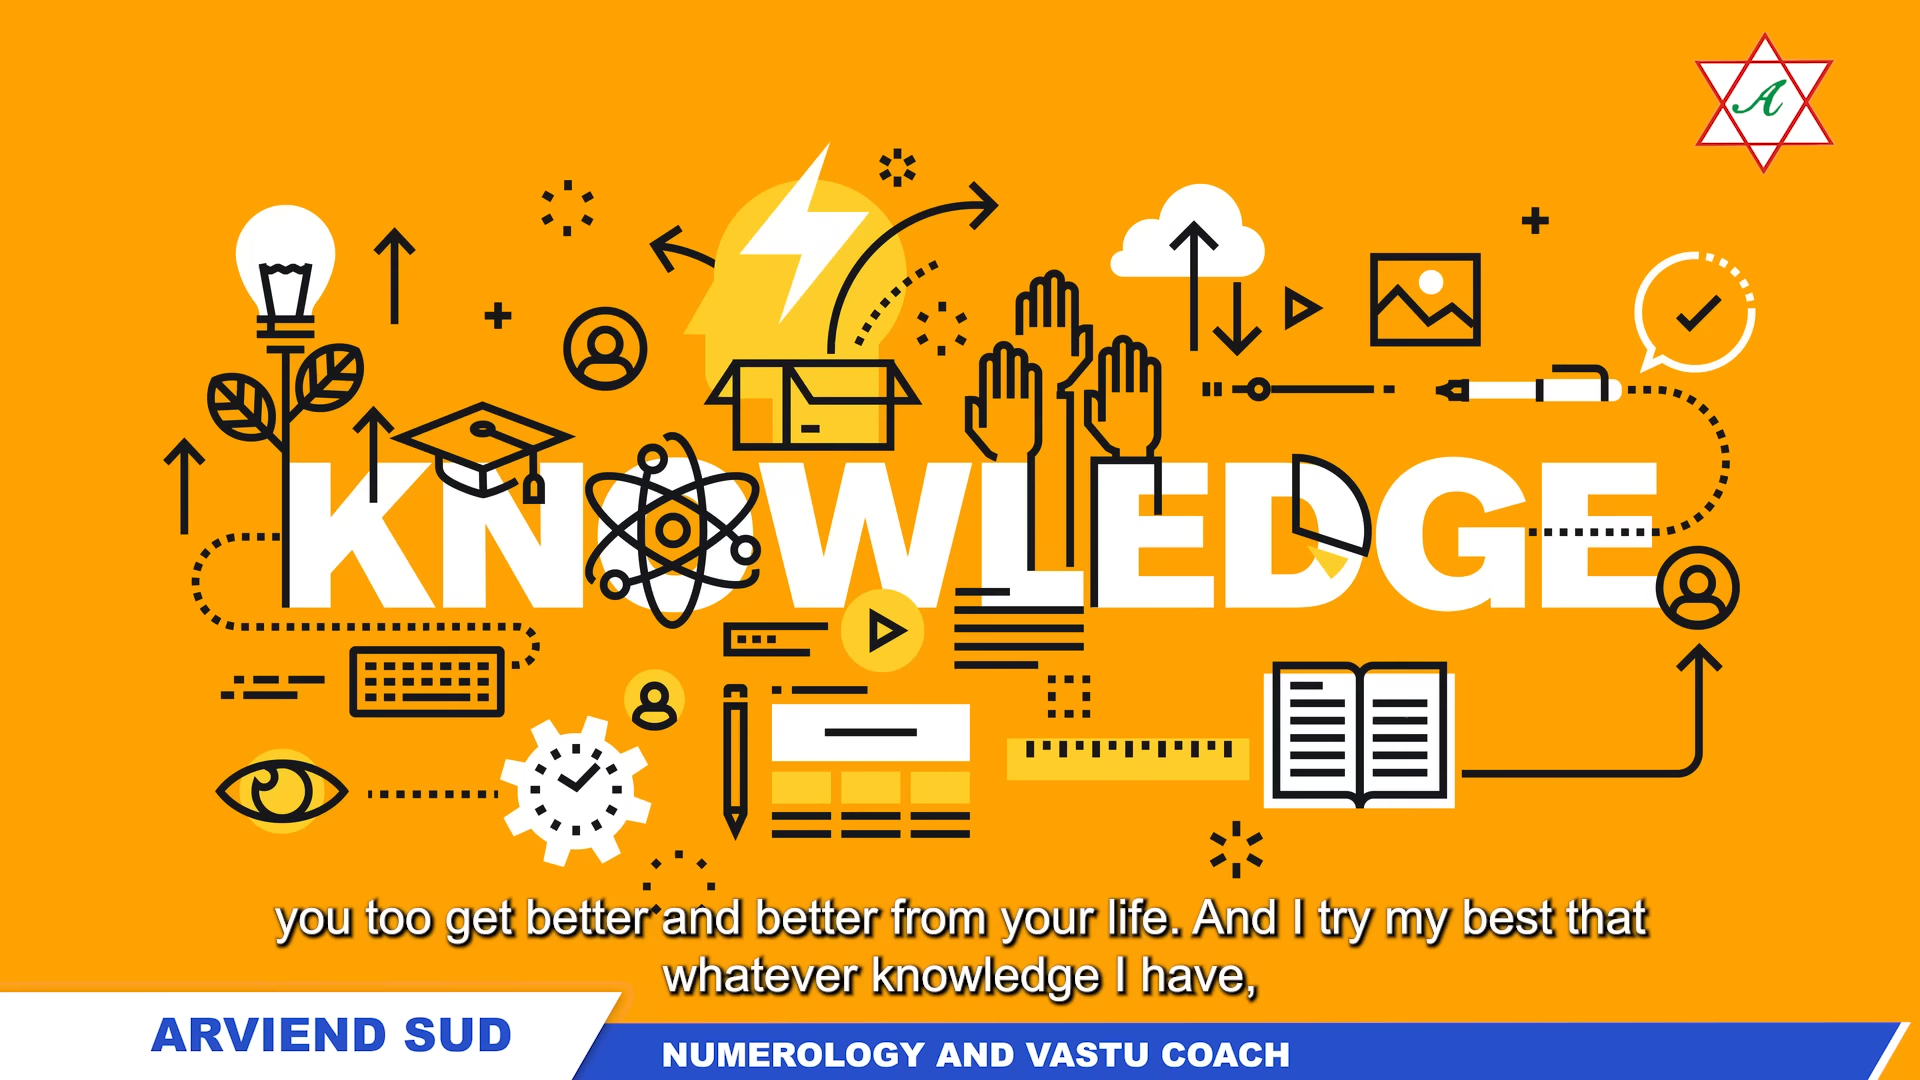 A
KNOWLEDGE
you too get better and better from your life. And I try my best that
whatever knowledge I have,
ARVIEND SUD
NUMEROLOGY AND VASTU COACH